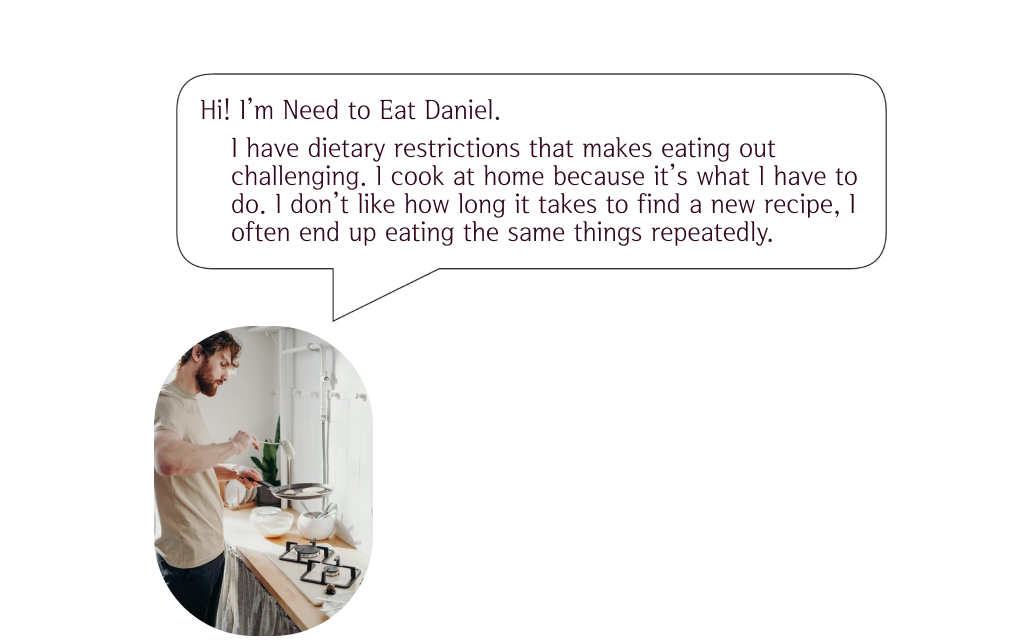 Hi! I’m Need to Eat Daniel.
I have dietary restrictions that makes eating out
challenging. I cook at home because it’s what I have to
do. I don’t like how long it takes to find a new recipe, I
often end up eating the same things repeatedly.